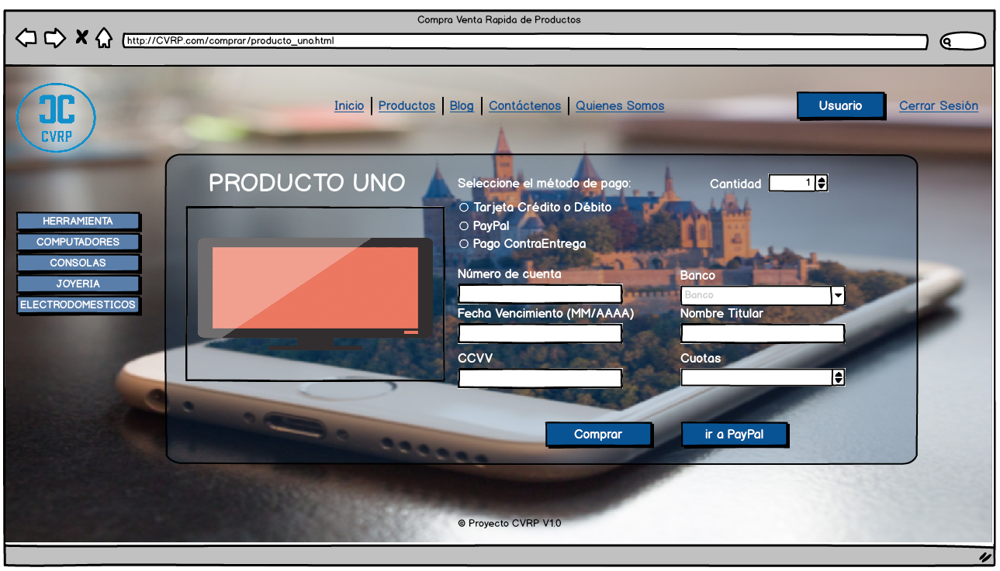 Compra Venta Rapida de Productos
http://CVRP.com/comprar/producto_uno.html
CVRP
Inicio | Productos | Blog | Contáctenos | Quienes Somos
Usuario
Cerrar Sesión
HERRAMIENTA
COMPUTADORES
CONSOLAS
JOYERIA
ELECTRODOMESTICOS
PRODUCTO UNO
Seleccione el método de pago:
Cantidad 1
Tarjeta Crédito o Débito
PayPal
Pago ContraEntrega
Número de cuenta
Banco
Banco
Fecha Vencimiento (MM/AAAA)
Nombre Titular
CCVV
Cuotas
Comprar
ir a PayPal
© Proyecto CVRP V1.0